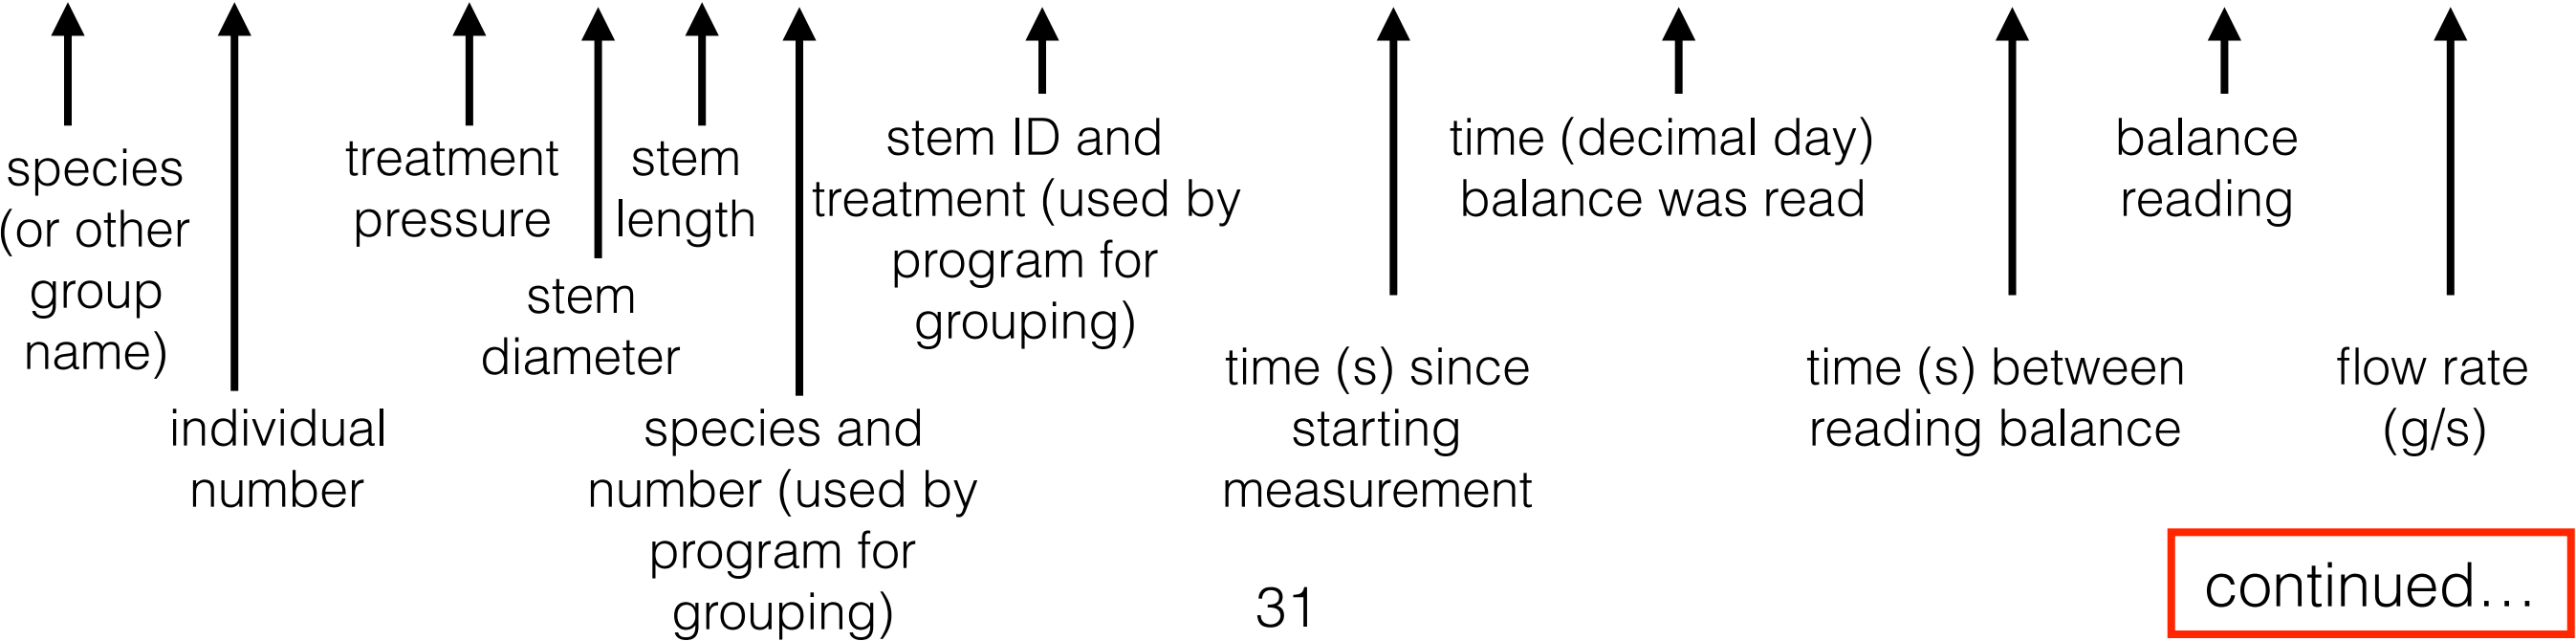 species
(or other
group
name)
individual
number
treatment
pressure
stem
diameter
stem
length
species and
number (used by
program for
grouping)
stem ID and
treatment (used by
program for
grouping)
time (s) since
starting
measurement
time (decimal day)
balance was read
time (s) between
reading balance
balance
reading
flow rate
(g/s)
31
continued…